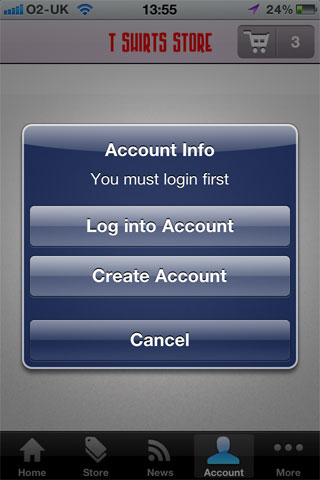 O2-UK 13:55 24%
T SHIRTS STORE 3
Account Info
You must login first
Log into Account
Create Account
Cancel
Home Store News Account More